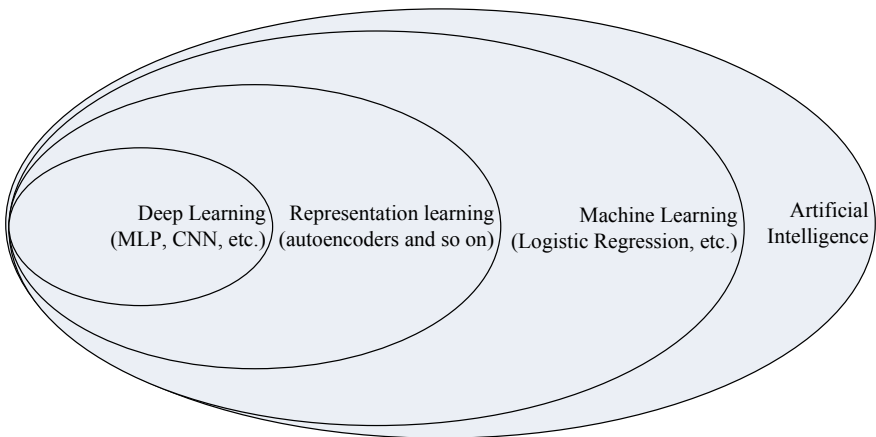 Deep Learning
(MLP, CNN, etc.)
Representation learning
(autoencoders and so on)
Machine Learning
(Logistic Regression, etc.)
Artificial
Intelligence